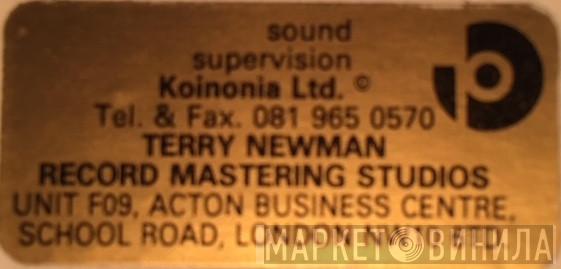 sound
supervision
Koinonia Ltd. ©
Tel. & Fax. 081 965 0570
TERRY NEWMAN
RECORD MASTERING STUDIOS
UNIT F09, ACTON BUSINESS CENTRE,
SCHOOL ROAD, LONDON
МАРКЕТ ВИНИЛА